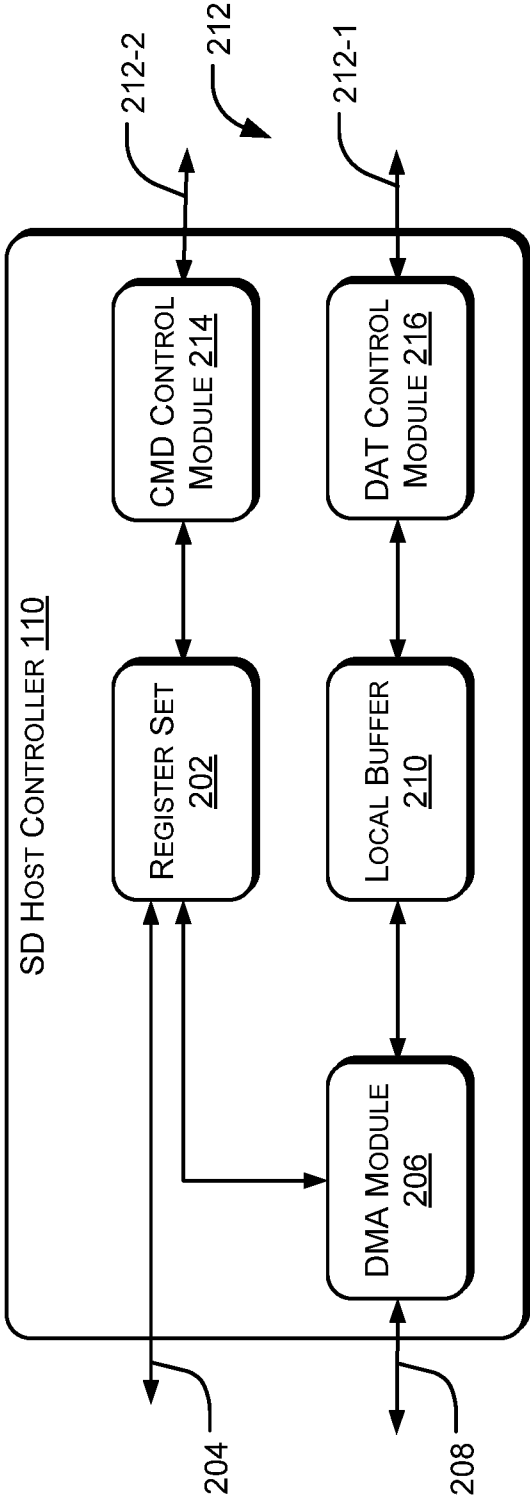 SD HOST CONTROLLER 110
REGISTER SET
202
CMD CONTROL
MODULE 214
212-2
212
204
DMA MODULE
206
LOCAL BUFFER
210
DAT CONTROL
MODULE 216
212-1
208